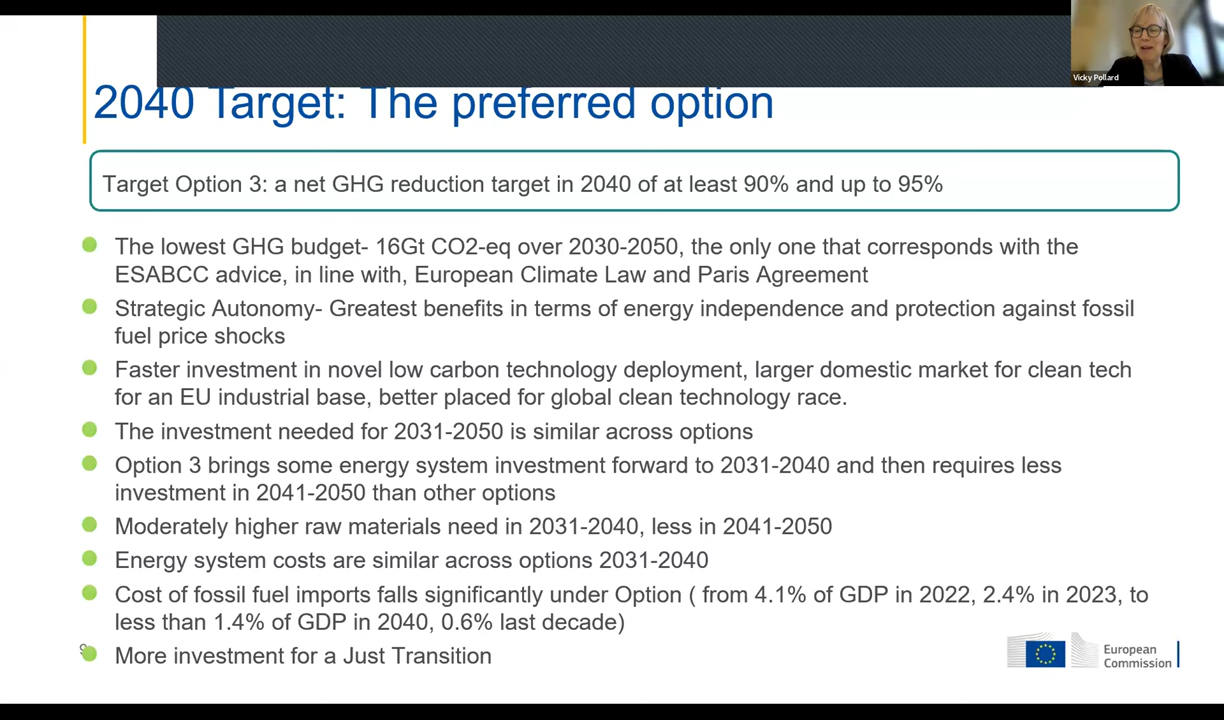 Vicky Pollard
2040 Target: The preferred option
Target Option 3: a net GHG reduction target in 2040 of at least 90% and up to 95%
The lowest GHG budget- 16Gt CO2-eq over 2030-2050, the only one that corresponds with the
ESABCC advice, in line with, European Climate Law and Paris Agreement
Strategic Autonomy- Greatest benefits in terms of energy independence and protection against fossil
fuel price shocks
Faster investment in novel low carbon technology deployment, larger domestic market for clean tech
for an EU industrial base, better placed for global clean technology race.
The investment needed for 2031-2050 is similar across options
Option 3 brings some energy system investment forward to 2031-2040 and then requires less
investment in 2041-2050 than other options
Moderately higher raw materials need in 2031-2040, less in 2041-2050
Energy system costs are similar across options 2031-2040
Cost of fossil fuel imports falls significantly under Option ( from 4.1% of GDP in 2022, 2.4% in 2023, to
less than 1.4% of GDP in 2040, 0.6% last decade)
More investment for a Just Transition
European
Commission